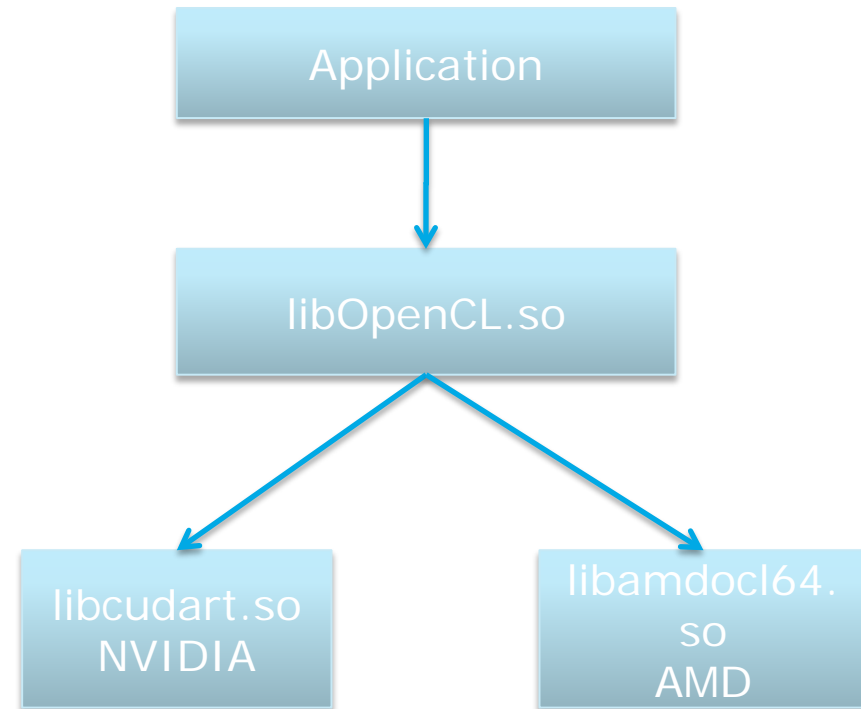 Application
libOpenCL.so
libcudart.so
NVIDIA
libamdocl64.
so
AMD